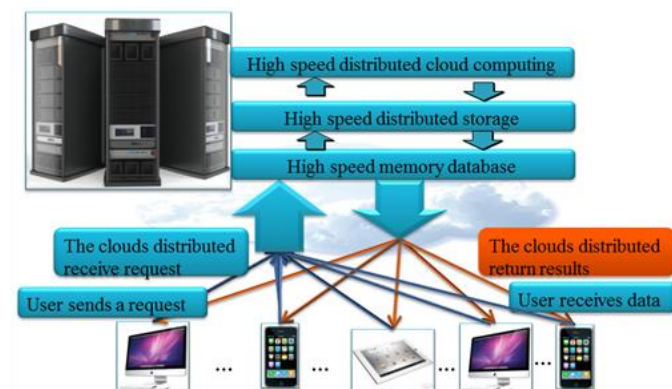 High speed distributed cloud computing
High speed distributed storage
High speed memory database
The clouds distributed
receive request
The clouds distributed
return results
User sends a request
User receives data
... ... ... ...